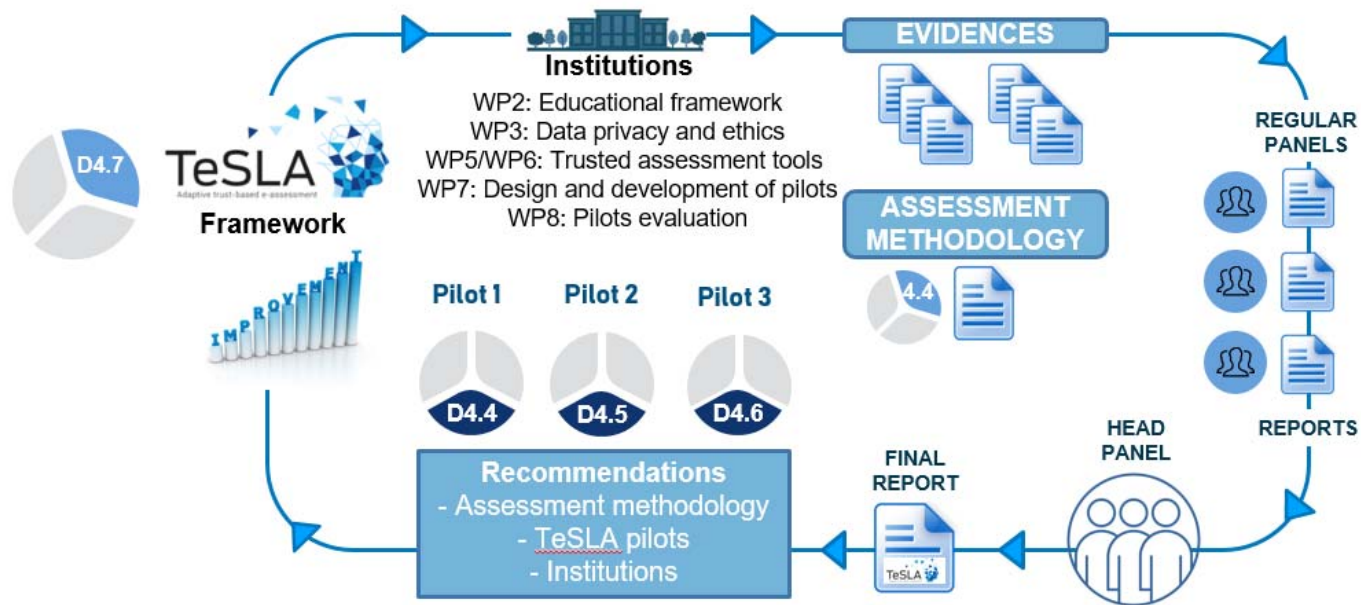 D4.7
TeSLA
Adaptive trust-based e-assessment
Framework
IMPROVEMENT
Institutions
WP2: Educational framework
WP3: Data privacy and ethics
WP5/WP6: Trusted assessment tools
WP7: Design and development of pilots
WP8: Pilots evaluation
EVIDENCES
ASSESSMENT
METHODOLOGY
4.4
REGULAR
PANELS
REPORTS
Pilot 1
Pilot 2
Pilot 3
D4.4
D4.5
D4.6
Recommendations
- Assessment methodology
- TeSLA pilots
- Institutions
FINAL
REPORT
TeSLA
HEAD
PANEL